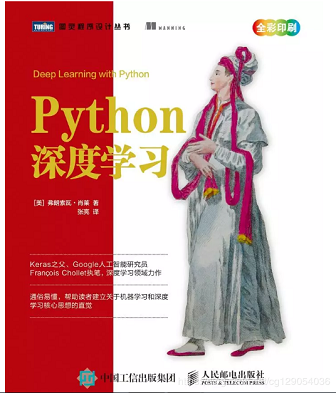 TURING 图灵程序设计丛书 MANNING
全彩印刷
Deep Learning with Python
Python
深度学习
[美] 弗朗索瓦·肖莱 著
张亮 译
Keras之父、Google人工智能研究员
François Chollet执笔，深度学习领域力作
通俗易懂，帮助读者建立关于机器学习和深度
学习核心思想的直觉
中国工信出版集团
人民邮电出版社
POSTS & TELECOM PRESS